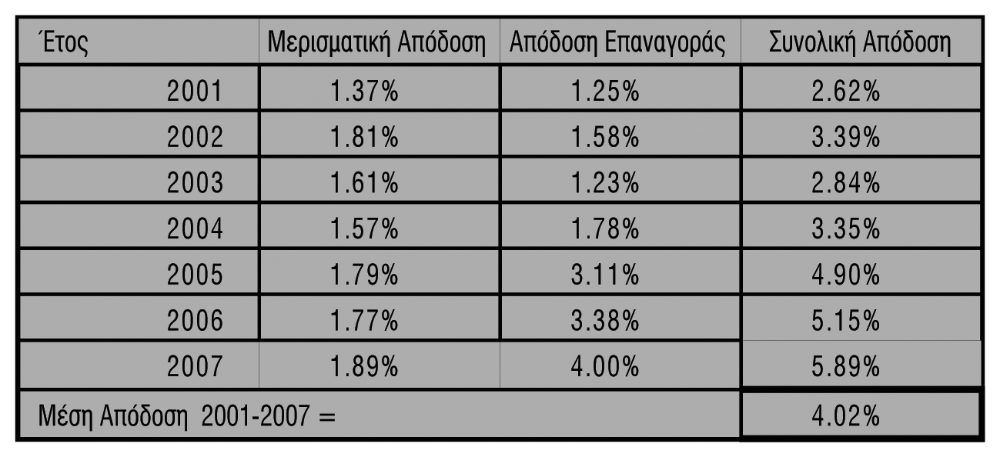 Έτος Μερισματική Απόδοση Απόδοση Επαναγοράς Συνολική Απόδοση
2001 1.37% 1.25% 2.62%
2002 1.81% 1.58% 3.39%
2003 1.61% 1.23% 2.84%
2004 1.57% 1.78% 3.35%
2005 1.79% 3.11% 4.90%
2006 1.77% 3.38% 5.15%
2007 1.89% 4.00% 5.89%
Μέση Απόδοση 2001-2007 = 4.02%